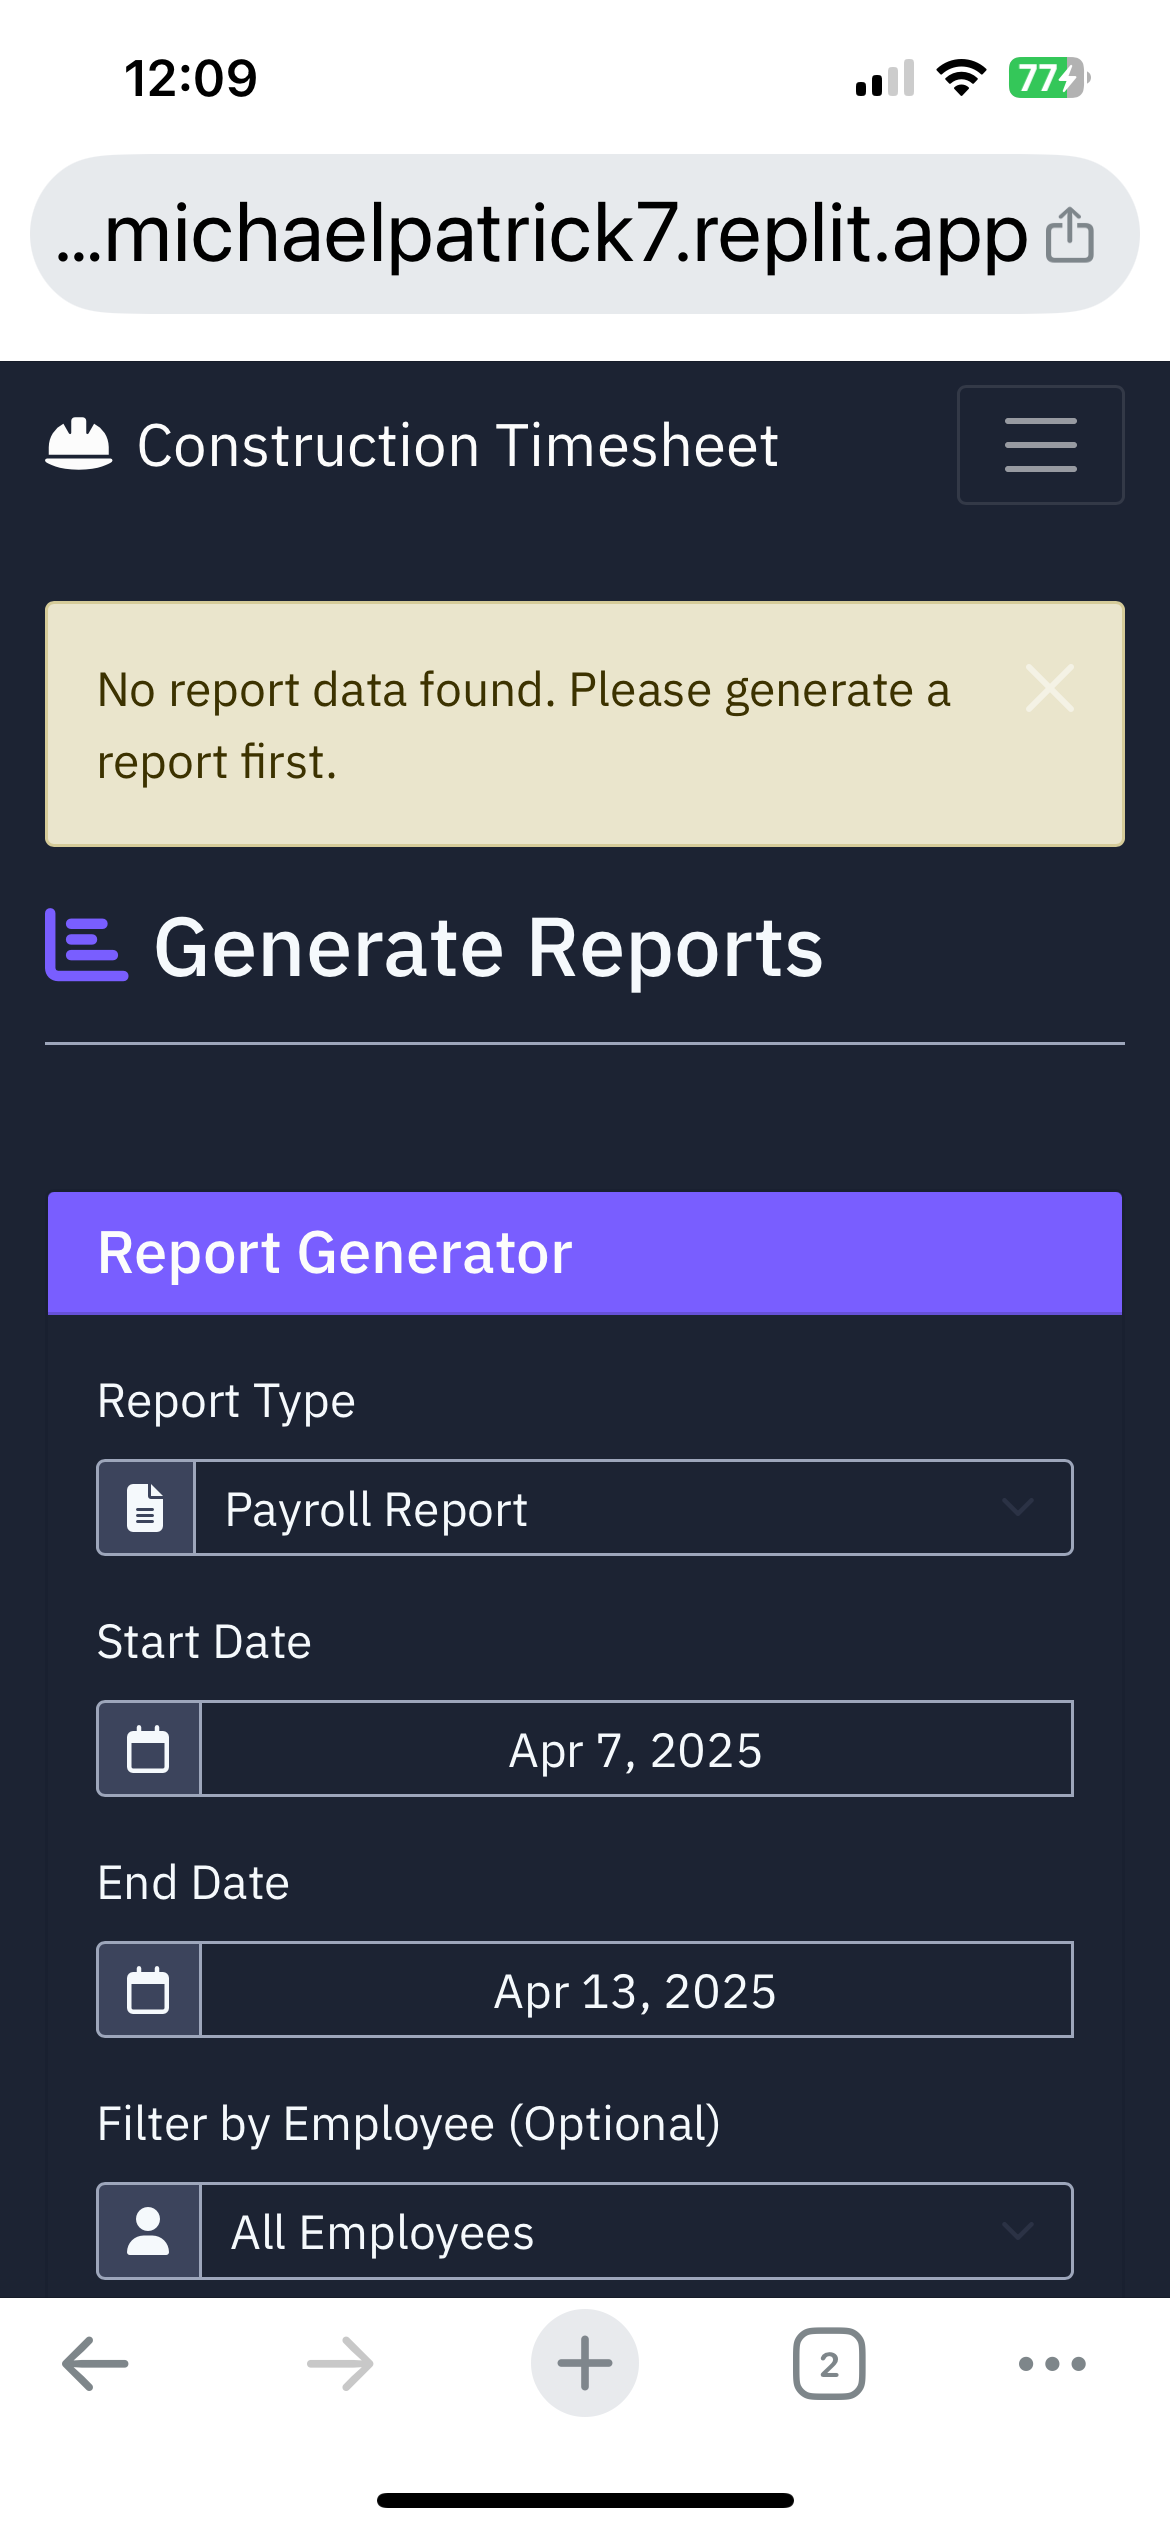 12:09
77
...michaelpatrick7.replit.app
Construction Timesheet
No report data found. Please generate a
report first.
Generate Reports
Report Generator
Report Type
Payroll Report
Start Date
Apr 7, 2025
End Date
Apr 13, 2025
Filter by Employee (Optional)
All Employees
2